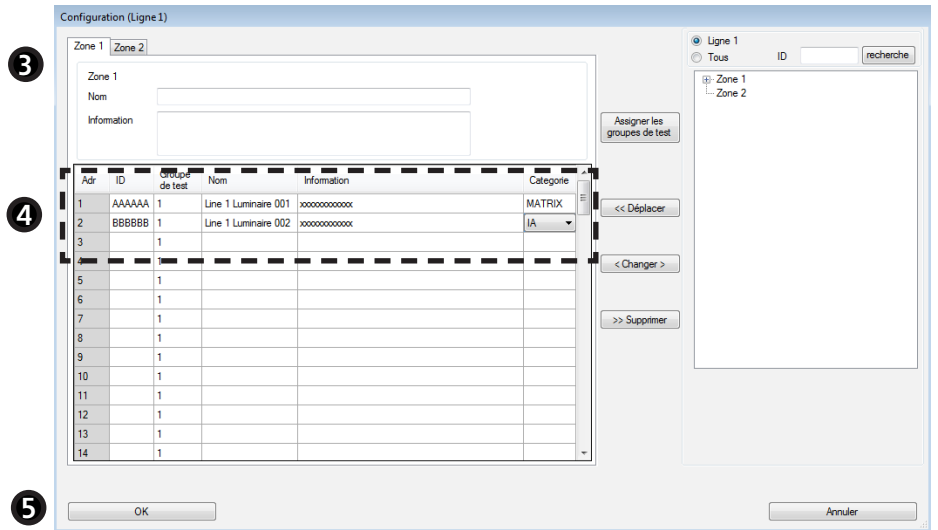 Configuration (Ligne 1)
3
Zone 1 Zone 2
Zone 1
Nom
Information
Ligne 1
Tous ID recherche
Zone 1
Zone 2
Assigner les
groupes de test
<< Déplacer
< Changer >
>> Supprimer
4
Adr ID Groupe de test Nom Information Categorie
1 AAAAAA 1 Line 1 Luminaire 001 xxxxxxxxxxxx MATRIX
2 BBBBBB 1 Line 1 Luminaire 002 xxxxxxxxxxxx IA
3 1
4 1
5 1
6 1
7 1
8 1
9 1
10 1
11 1
12 1
13 1
14 1
5
OK Annuler